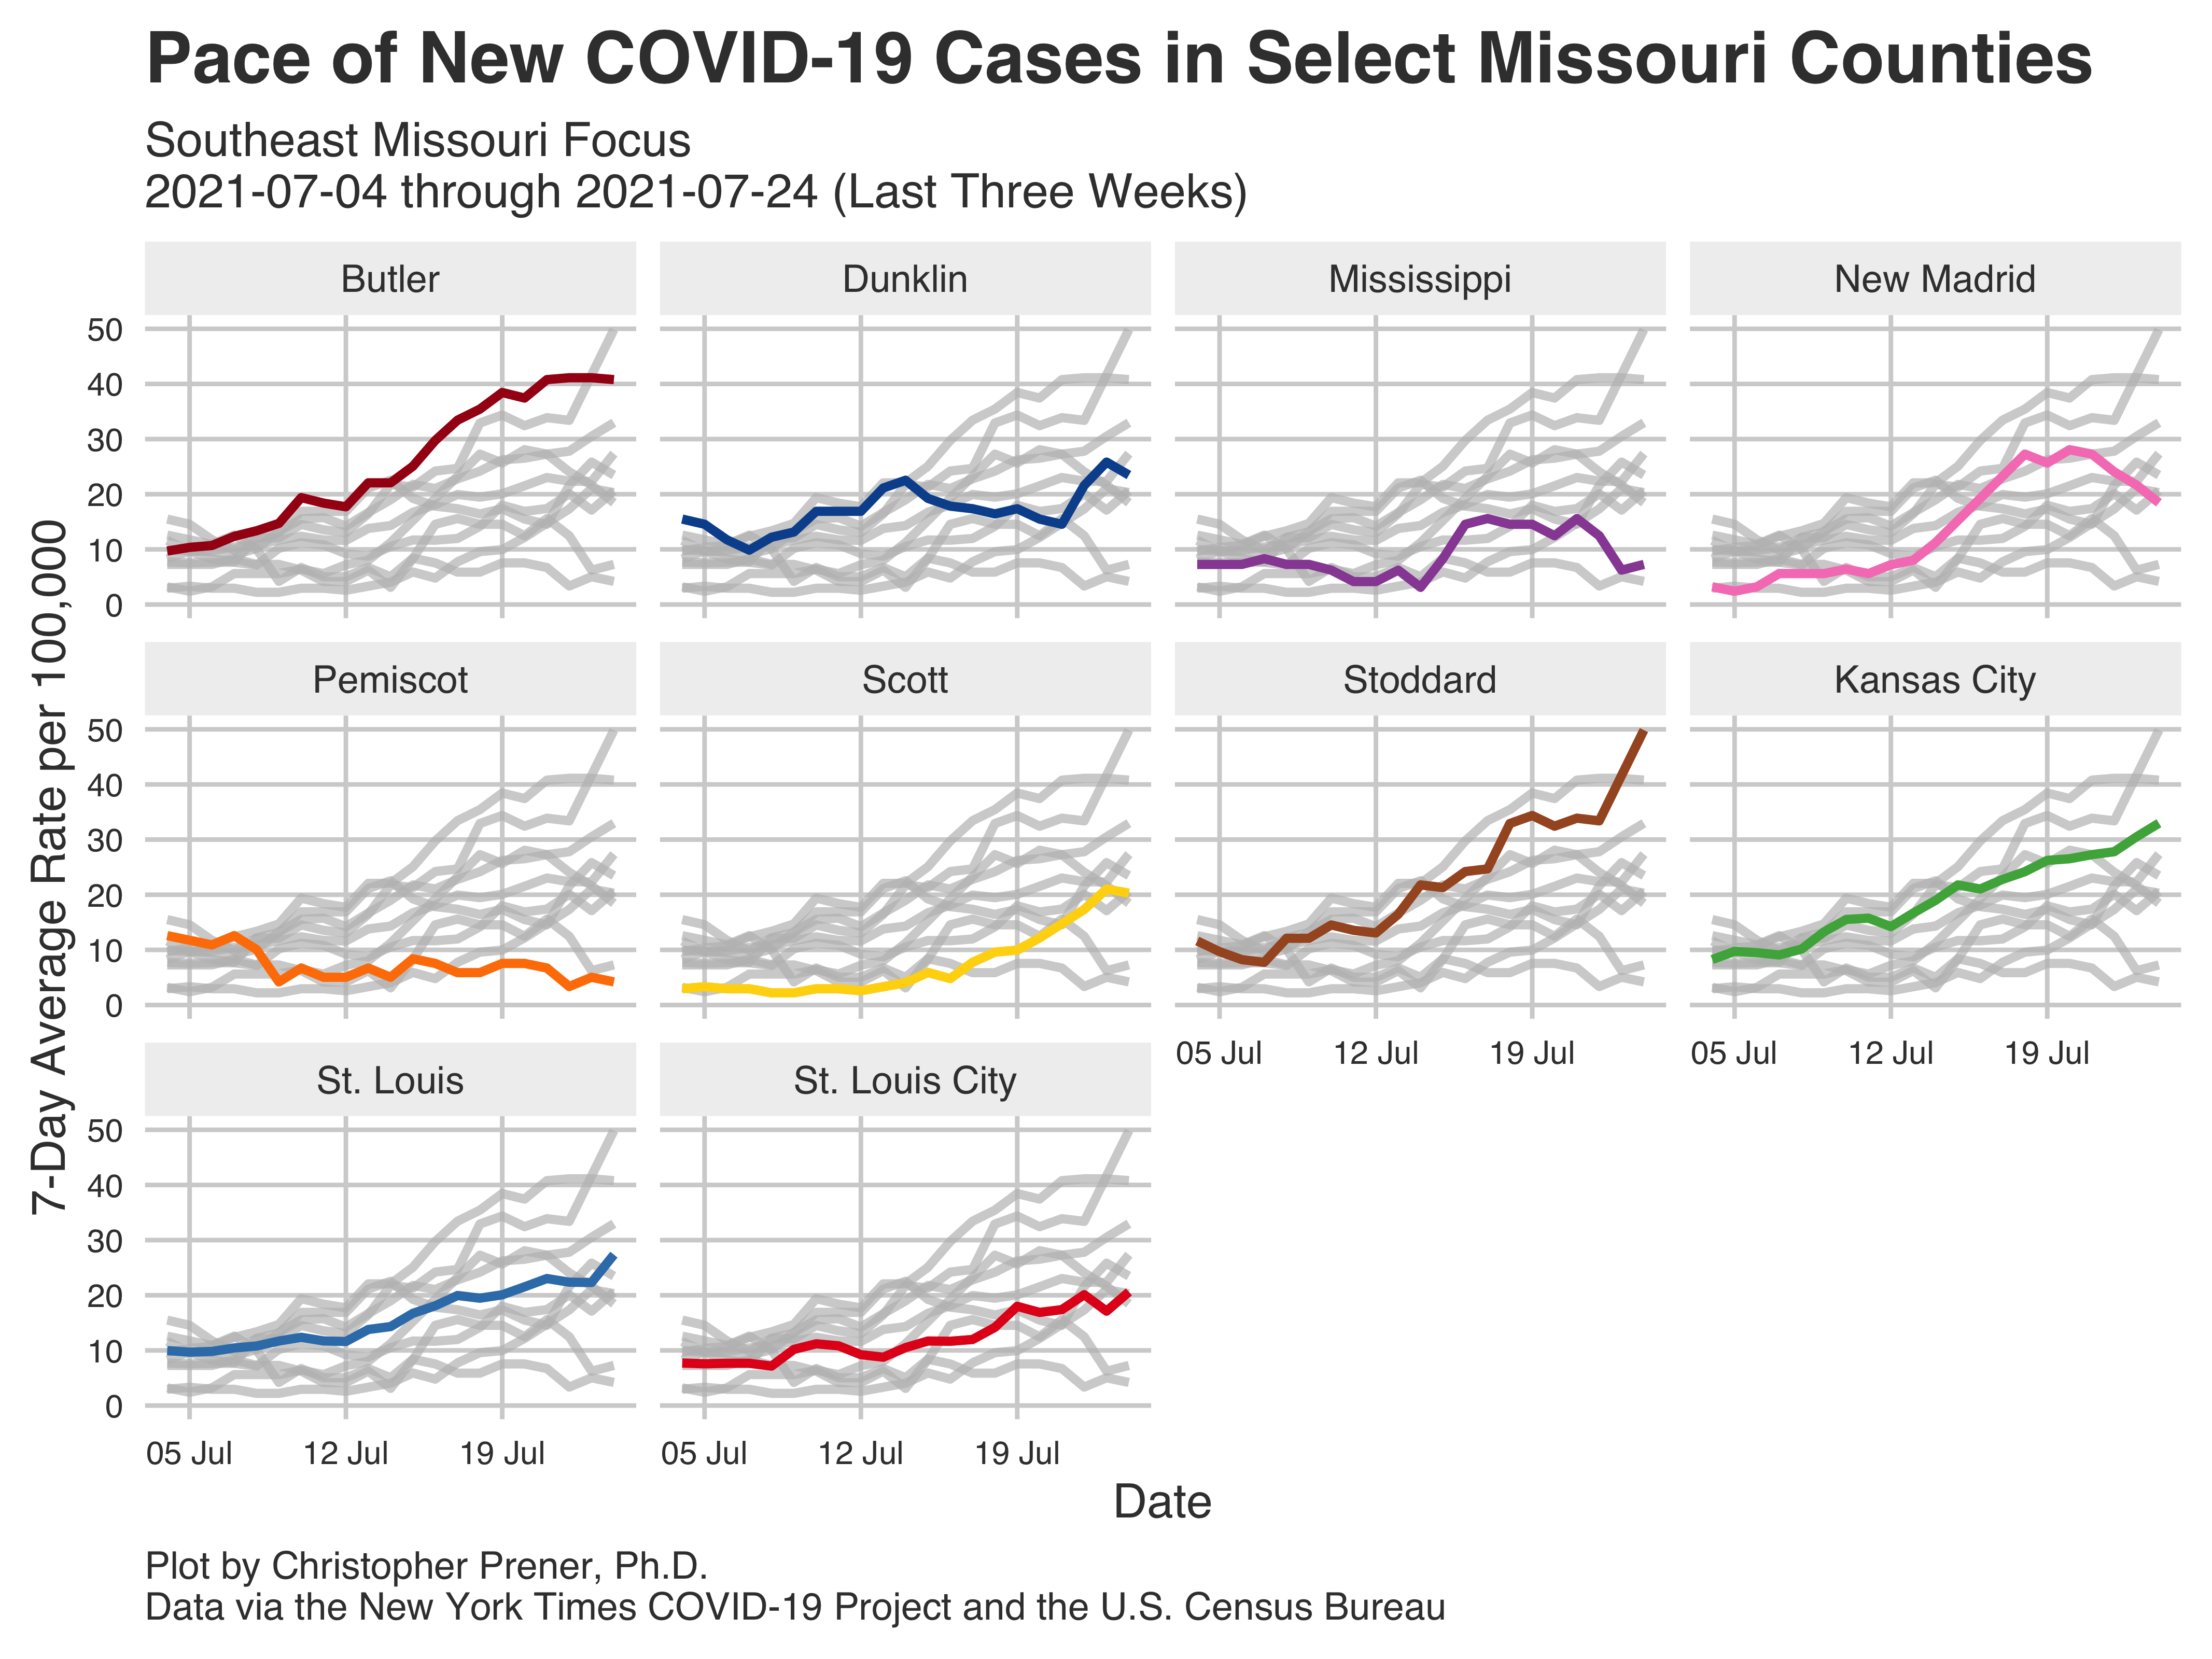 Pace of New COVID-19 Cases in Select Missouri Counties
Southeast Missouri Focus
2021-07-04 through 2021-07-24 (Last Three Weeks)
7-Day Average Rate per 100,000
Butler
Dunklin
Mississippi
New Madrid
50
40
30
20
10
0
Pemiscot
Scott
Stoddard
Kansas City
50
40
30
20
10
0
05 Jul
12 Jul
19 Jul
05 Jul
12 Jul
19 Jul
St. Louis
St. Louis City
50
40
30
20
10
0
05 Jul
12 Jul
19 Jul
05 Jul
12 Jul
19 Jul
Date
Plot by Christopher Prener, Ph.D.
Data via the New York Times COVID-19 Project and the U.S. Census Bureau